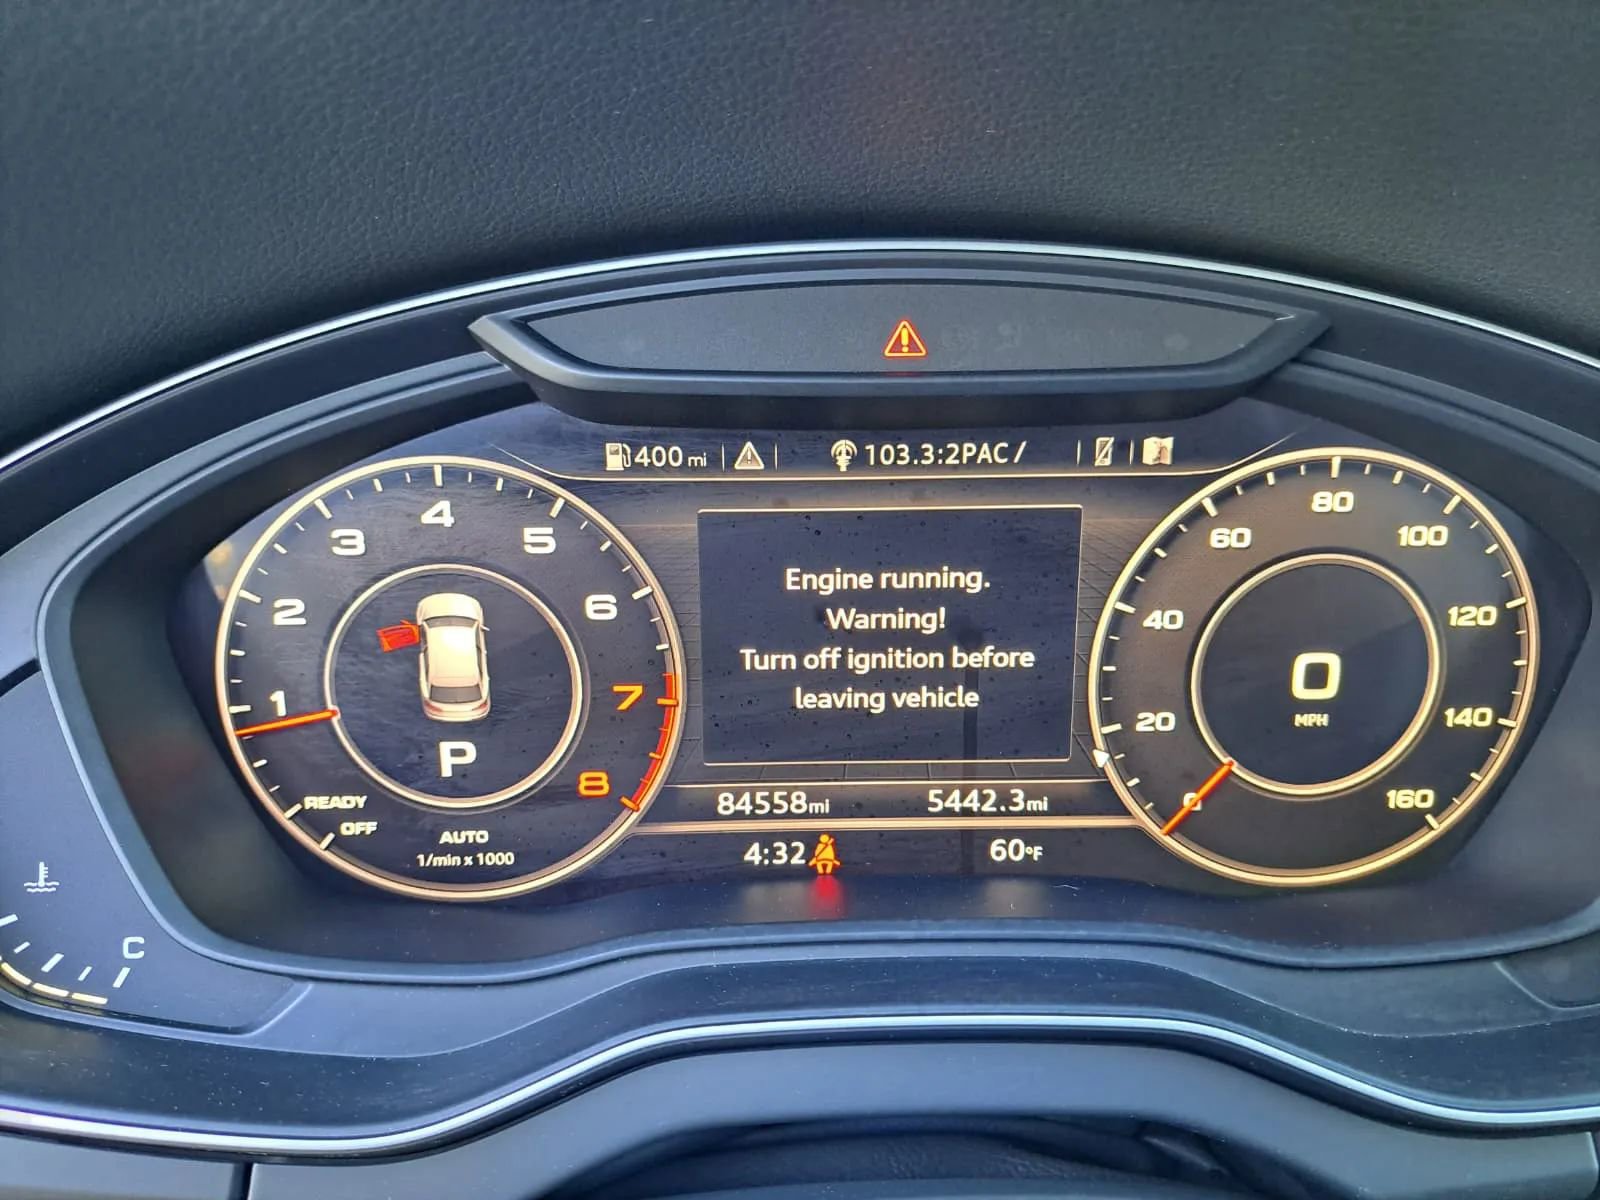 400 mi
103.3:2PAC/
Engine running.
Warning!
Turn off ignition before
leaving vehicle
84558mi
5442.3mi
4:32
60°F
1
2
3
4
5
6
7
8
P
READY
OFF
AUTO
1/min x 1000
0
20
40
60
80
100
120
140
160
0
MPH
C